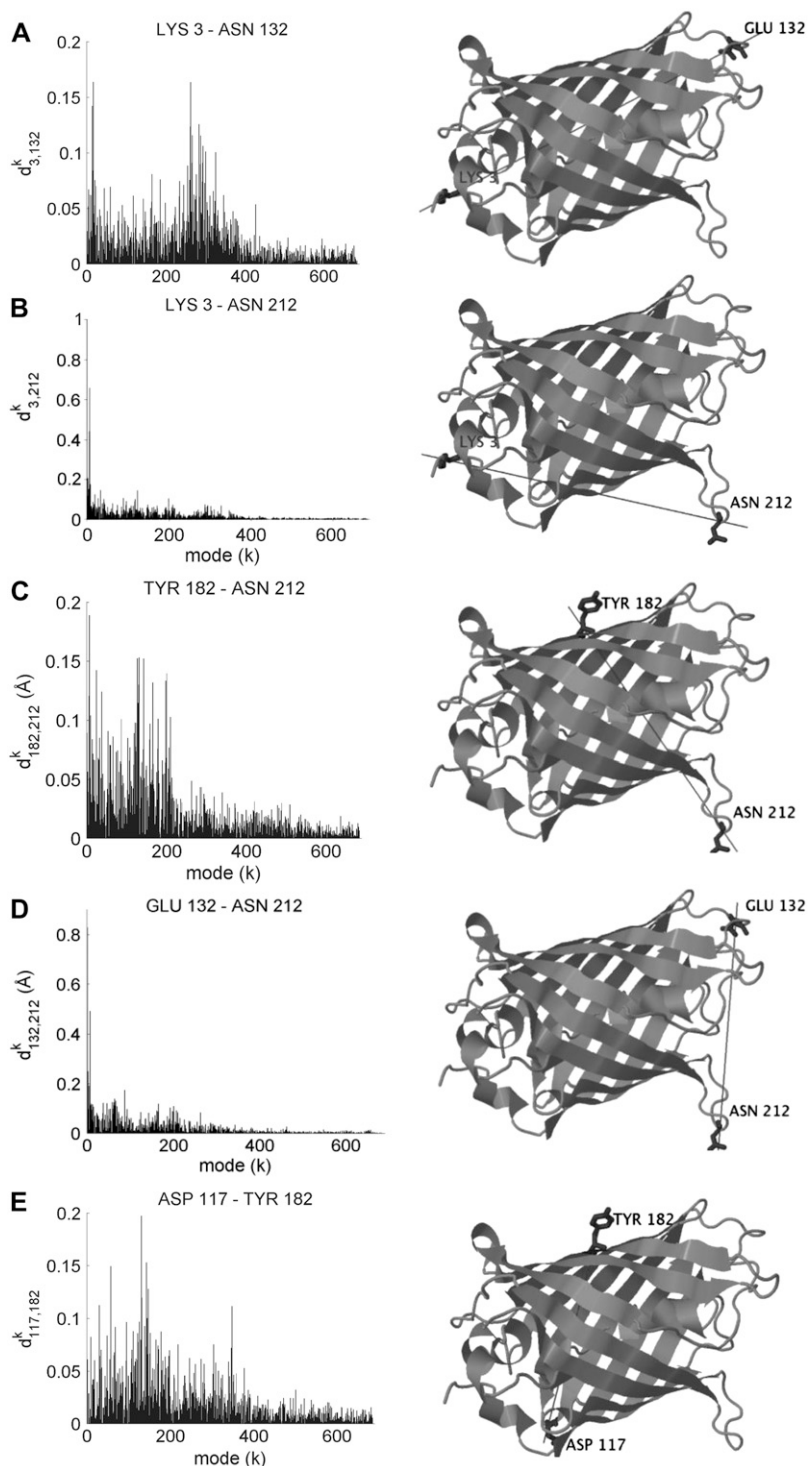 A
LYS 3 - ASN 132
0.2
0.15
0.1
0.05
0
d^k_3,132
0
200
400
600
GLU 132
LYS 3
B
LYS 3 - ASN 212
1
0.8
0.6
0.4
0.2
0
d^k_3,212
0
200
400
600
mode (k)
LYS 3
ASN 212
C
TYR 182 - ASN 212
0.2
0.15
0.1
0.05
0
d^k_182,212 (Å)
0
200
400
600
mode (k)
TYR 182
ASN 212
D
GLU 132 - ASN 212
0.8
0.6
0.4
0.2
0
d^k_132,212 (Å)
0
200
400
600
mode (k)
GLU 132
ASN 212
E
ASP 117 - TYR 182
0.2
0.15
0.1
0.05
0
d^k_117,182
0
200
400
600
mode (k)
TYR 182
ASP 117